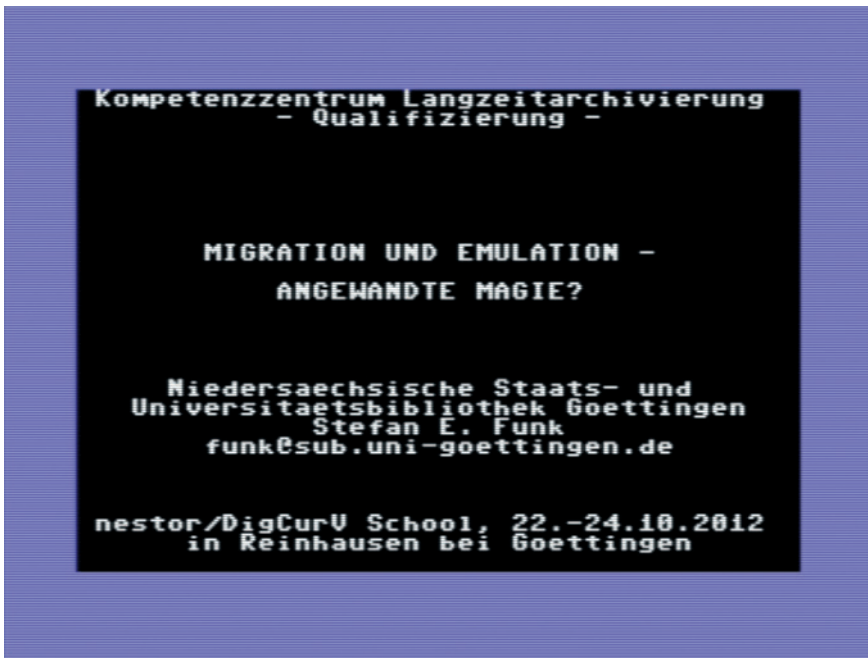 Kompetenzzentrum Langzeitarchivierung
- Qualifizierung -
MIGRATION UND EMULATION -
ANGEWANDTE MAGIE?
Niedersaechsische Staats- und
Universitaetsbibliothek Goettingen
Stefan E. Funk
funk@sub.uni-goettingen.de
nestor/DigCurV School, 22.-24.10.2012
in Reinhausen bei Goettingen